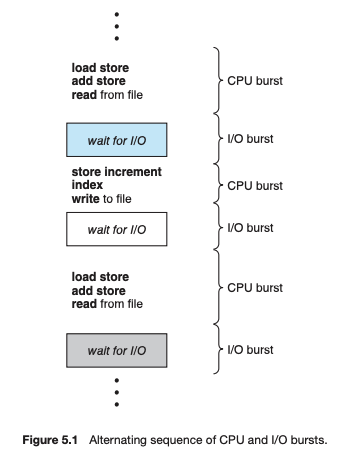 load store
add store
read from file
CPU burst
wait for I/O
I/O burst
store increment
index
write to file
CPU burst
wait for I/O
I/O burst
load store
add store
read from file
CPU burst
wait for I/O
I/O burst
Figure 5.1 Alternating sequence of CPU and I/O bursts.